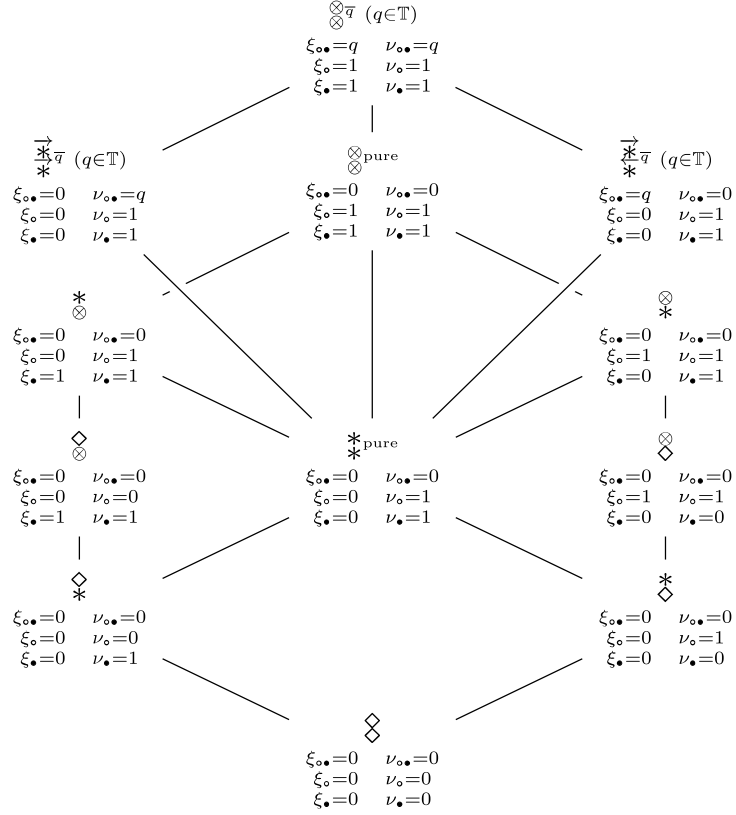 ⊗
⊗ q̅ (q∈𝕋)
ξ∘•=q ν∘•=q
ξ∘=1 ν∘=1
ξ•=1 ν•=1
→
∗
→ q̅ (q∈𝕋)
∗
ξ∘•=0 ν∘•=q
ξ∘=0 ν∘=1
ξ•=0 ν•=1
⊗
⊗ pure
ξ∘•=0 ν∘•=0
ξ∘=1 ν∘=1
ξ•=1 ν•=1
→
∗
← q̅ (q∈𝕋)
∗
ξ∘•=q ν∘•=0
ξ∘=0 ν∘=1
ξ•=0 ν•=1
∗
⊗
ξ∘•=0 ν∘•=0
ξ∘=0 ν∘=1
ξ•=1 ν•=1
⊗
∗
ξ∘•=0 ν∘•=0
ξ∘=1 ν∘=1
ξ•=0 ν•=1
◇
⊗
ξ∘•=0 ν∘•=0
ξ∘=0 ν∘=0
ξ•=1 ν•=1
∗
∗ pure
ξ∘•=0 ν∘•=0
ξ∘=0 ν∘=1
ξ•=0 ν•=1
⊗
◇
ξ∘•=0 ν∘•=0
ξ∘=1 ν∘=1
ξ•=0 ν•=0
◇
∗
ξ∘•=0 ν∘•=0
ξ∘=0 ν∘=0
ξ•=0 ν•=1
∗
◇
ξ∘•=0 ν∘•=0
ξ∘=0 ν∘=1
ξ•=0 ν•=0
◇
◇
ξ∘•=0 ν∘•=0
ξ∘=0 ν∘=0
ξ•=0 ν•=0